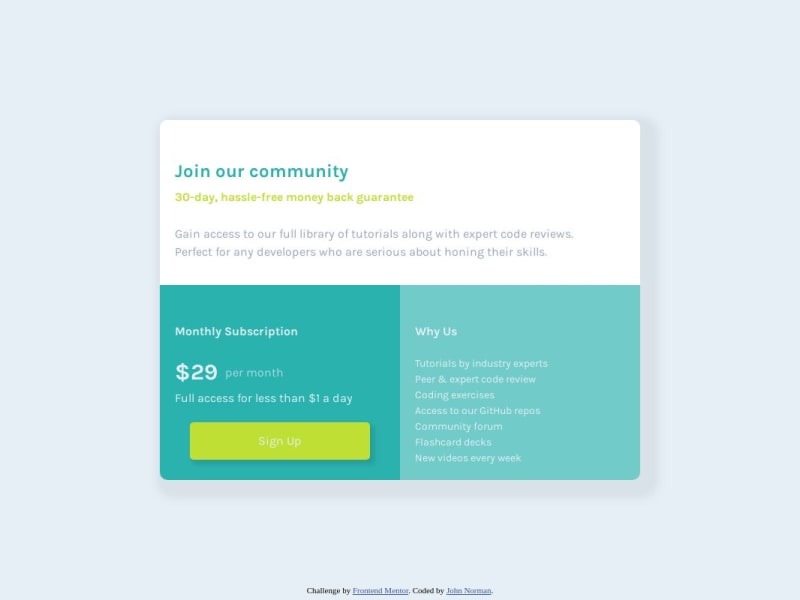 Join our community
30-day, hassle-free money back guarantee
Gain access to our full library of tutorials along with expert code reviews.
Perfect for any developers who are serious about honing their skills.
Monthly Subscription
$29 per month
Full access for less than $1 a day
Sign Up
Why Us
Tutorials by industry experts
Peer & expert code review
Coding exercises
Access to our GitHub repos
Community forum
Flashcard decks
New videos every week
Challenge by Frontend Mentor. Coded by John Norman.